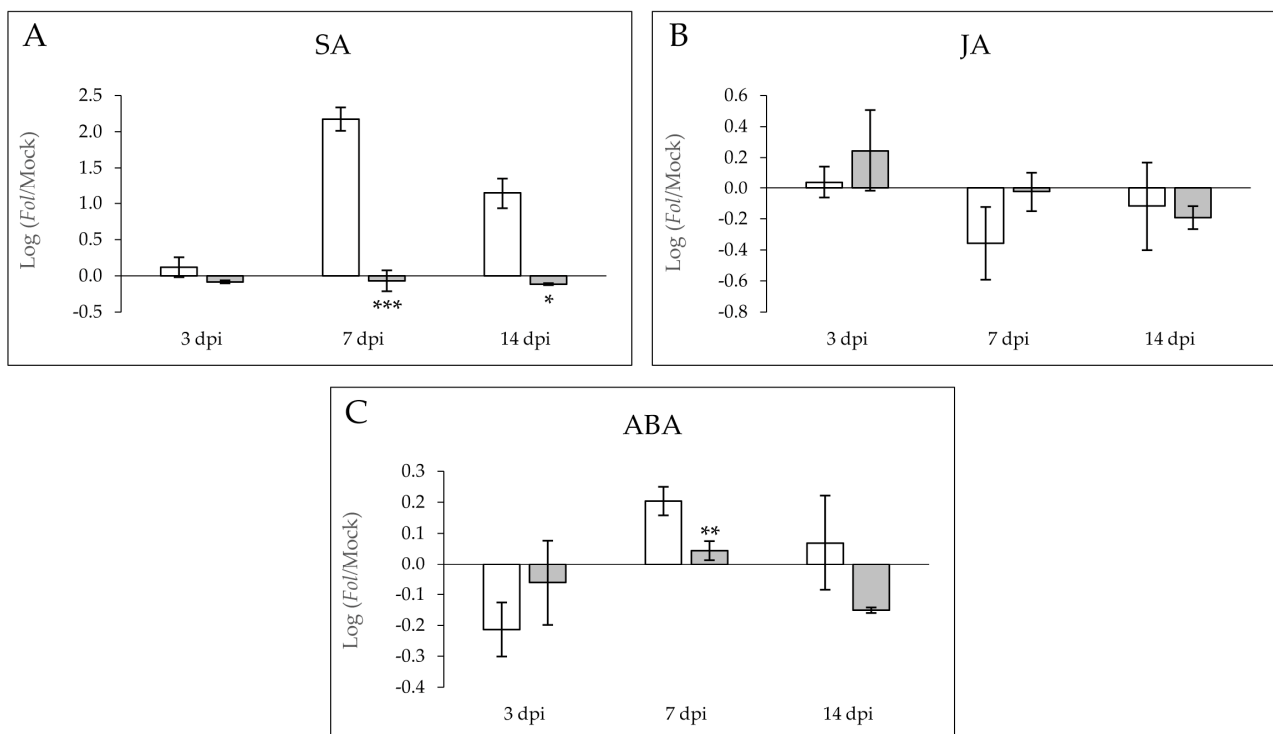 A
SA
Log (Fol/Mock)
2.5
2.0
1.5
1.0
0.5
0.0
-0.5
***
*
3 dpi 7 dpi 14 dpi
B
JA
Log (Fol/Mock)
0.6
0.4
0.2
0.0
-0.2
-0.4
-0.6
-0.8
3 dpi 7 dpi 14 dpi
C
ABA
Log (Fol/Mock)
0.3
0.2
0.1
0.0
-0.1
-0.2
-0.3
-0.4
**
3 dpi 7 dpi 14 dpi